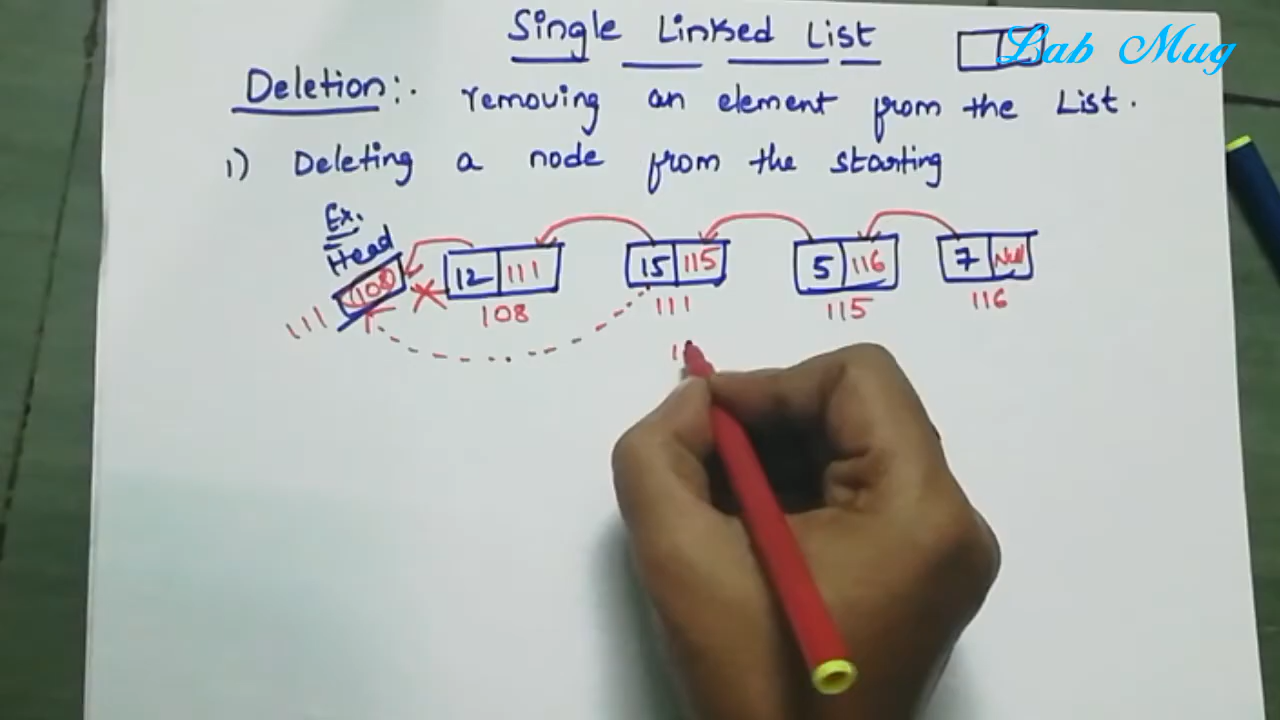 Single Linked List
Lab Mug
Deletion:- removing an element from the List.
1) Deleting a node from the starting
Ex.
Head
108
12 111
15 115
5 116
7 Null
111
108
111
115
116
1